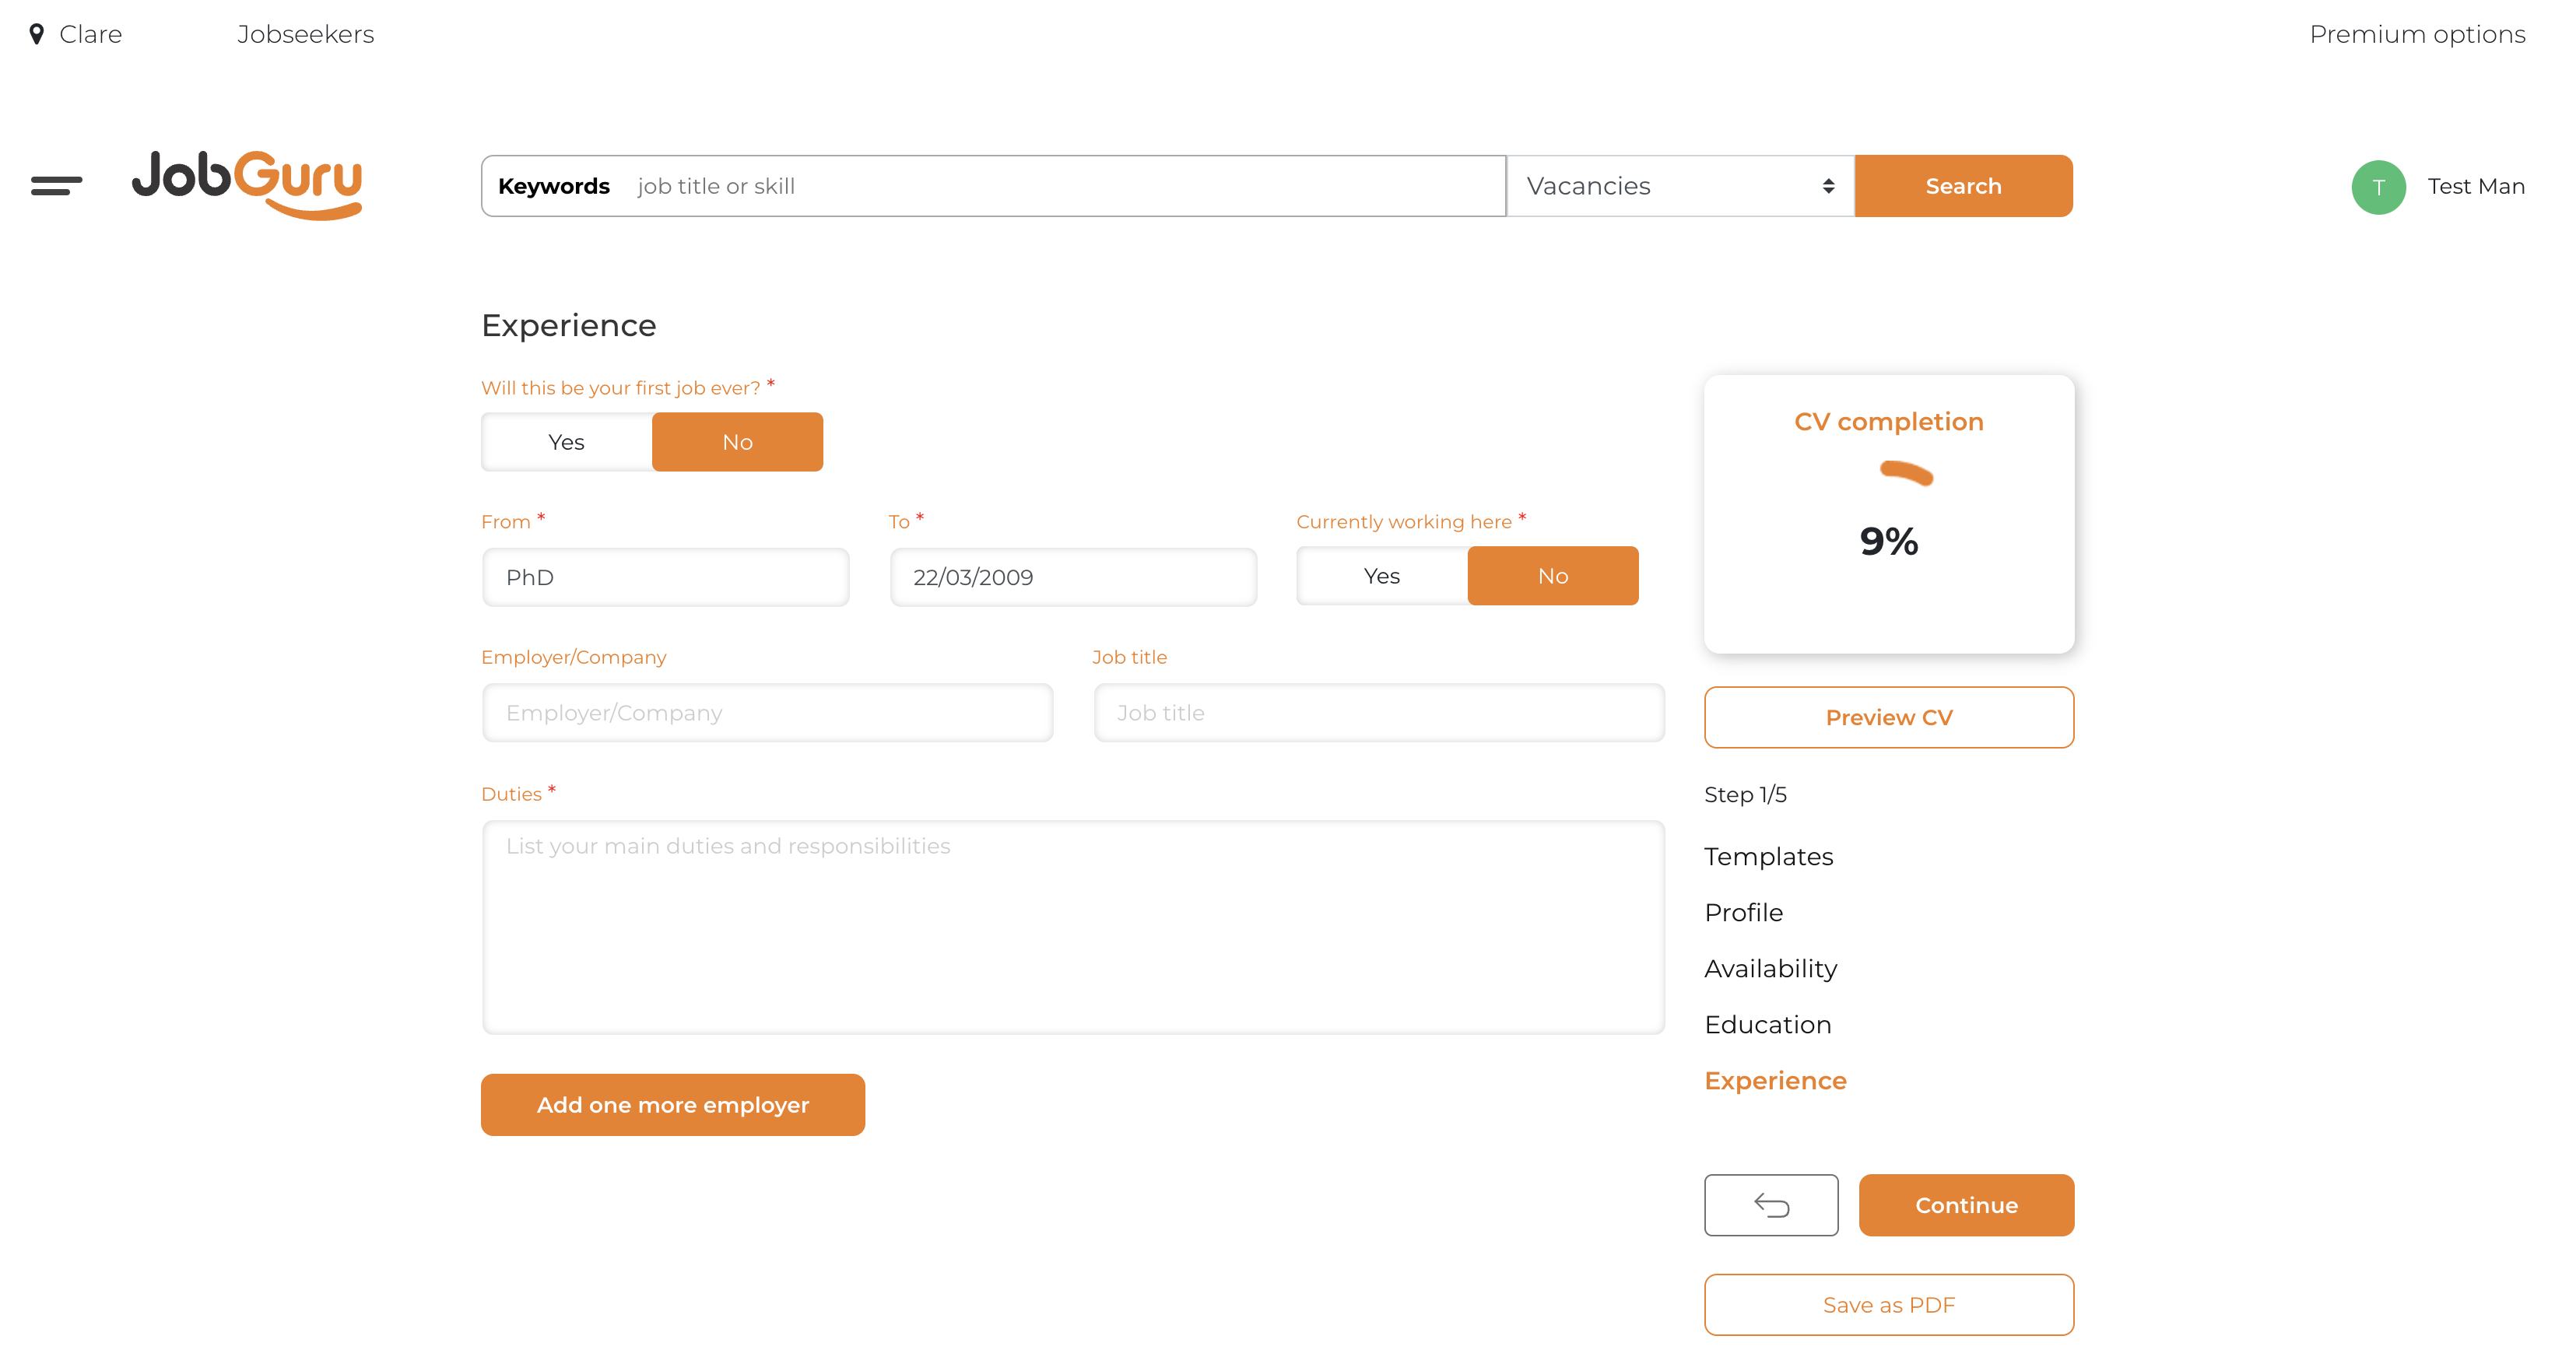 Clare Jobseekers Premium options
JobGuru Keywords job title or skill Vacancies Search T Test Man
Experience
Will this be your first job ever? *
Yes No
From * To * Currently working here *
PhD 22/03/2009 Yes No
Employer/Company Job title
Employer/Company Job title
Duties *
List your main duties and responsibilities
Add one more employer
CV completion
9%
Preview CV
Step 1/5
Templates
Profile
Availability
Education
Experience
Continue
Save as PDF